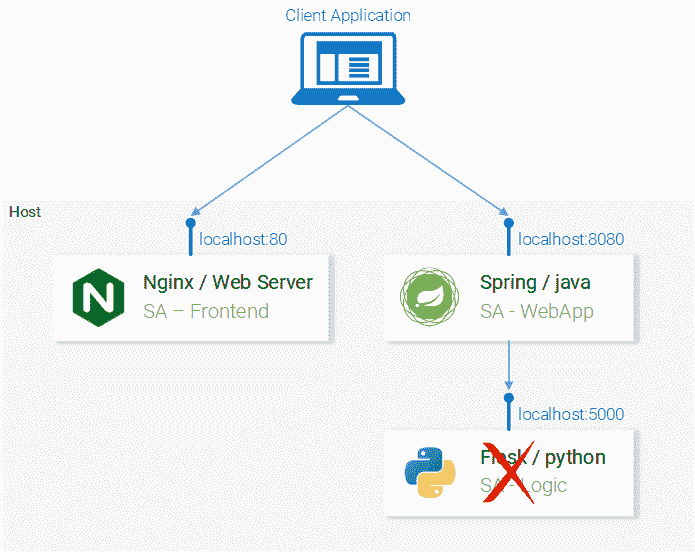 Client Application
Host
localhost:80
localhost:8080
Nginx / Web Server
SA – Frontend
Spring / java
SA - WebApp
localhost:5000
Flask / python
SA - Logic